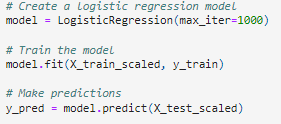 # Create a logistic regression model
model = LogisticRegression(max_iter=1000)
# Train the model
model.fit(X_train_scaled, y_train)
# Make predictions
y_pred = model.predict(X_test_scaled)